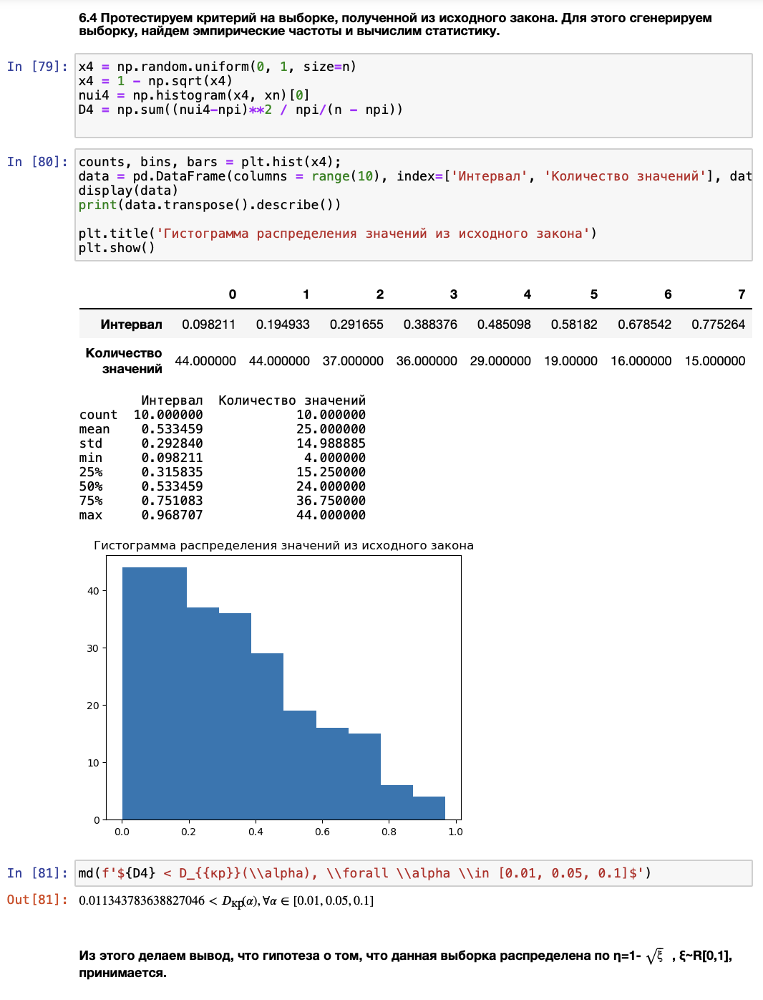 6.4 Протестируем критерий на выборке, полученной из исходного закона. Для этого сгенерируем
выборку, найдем эмпирические частоты и вычислим статистику.
In [79]: x4 = np.random.uniform(0, 1, size=n)
x4 = 1 - np.sqrt(x4)
nui4 = np.histogram(x4, xn)[0]
D4 = np.sum((nui4-npi)**2 / npi/(n - npi))
In [80]: counts, bins, bars = plt.hist(x4);
data = pd.DataFrame(columns = range(10), index=['Интервал', 'Количество значений'], dat
display(data)
print(data.transpose().describe())
plt.title('Гистограмма распределения значений из исходного закона')
plt.show()
0 1 2 3 4 5 6 7
Интервал 0.098211 0.194933 0.291655 0.388376 0.485098 0.58182 0.678542 0.775264
Количество
значений 44.000000 44.000000 37.000000 36.000000 29.000000 19.00000 16.000000 15.000000
Интервал Количество значений
count 10.000000 10.000000
mean 0.533459 25.000000
std 0.292840 14.988885
min 0.098211 4.000000
25% 0.315835 15.250000
50% 0.533459 24.000000
75% 0.751083 36.750000
max 0.968707 44.000000
Гистограмма распределения значений из исходного закона
40
30
20
10
0
0.0 0.2 0.4 0.6 0.8 1.0
In [81]: md(f'${D4} < D_{{кр}}(\\alpha), \\forall \\alpha \\in [0.01, 0.05, 0.1]$')
Out[81]: 0.011343783638827046 < Dкр(α), ∀α ∈ [0.01, 0.05, 0.1]
Из этого делаем вывод, что гипотеза о том, что данная выборка распределена по η=1- √ξ , ξ~R[0,1],
принимается.